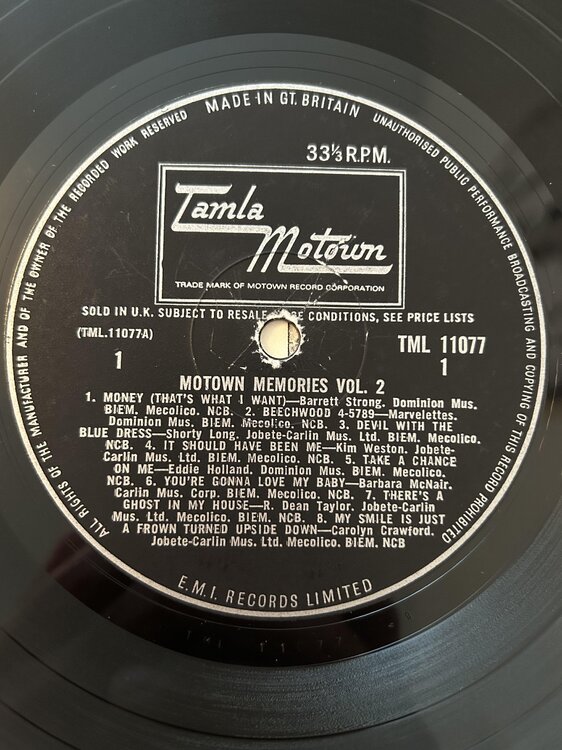 MADE IN GT. BRITAIN
UNAUTHORISED PUBLIC PERFORMANCE BROADCASTING AND COPYING OF THIS RECORD PROHIBITED
ALL RIGHTS OF THE MANUFACTURER AND OF THE OWNER OF THE RECORDED WORK RESERVED
33⅓ R.P.M.
Tamla
Motown
TRADE MARK OF MOTOWN RECORD CORPORATION
SOLD IN U.K. SUBJECT TO RESALE CONDITIONS, SEE PRICE LISTS
(TML.11077A)
TML 11077
1
1
MOTOWN MEMORIES VOL. 2
1. MONEY (THAT'S WHAT I WANT)—Barrett Strong. Dominion Mus.
BIEM. Mecolico. NCB. 2. BEECHWOOD 4-5789—Marvelettes.
Dominion Mus. BIEM. Mecolico. NCB. 3. DEVIL WITH THE
BLUE DRESS—Shorty Long. Jobete-Carlin Mus. Ltd. BIEM. Mecolico.
NCB. 4. IT SHOULD HAVE BEEN ME—Kim Weston. Jobete-
Carlin Mus. Ltd. BIEM. Mecolico. NCB. 5. TAKE A CHANCE
ON ME—Eddie Holland. Dominion Mus. BIEM. Mecolico.
NCB. 6. YOU'RE GONNA LOVE MY BABY—Barbara McNair.
Carlin Mus. Corp. BIEM. Mecolico. NCB. 7. THERE'S A
GHOST IN MY HOUSE—R. Dean Taylor. Jobete-Carlin
Mus. Ltd. Mecolico. BIEM. NCB. 8. MY SMILE IS JUST
A FROWN TURNED UPSIDE DOWN—Carolyn Crawford.
Jobete-Carlin Mus. Ltd. Mecolico. BIEM. NCB
E.M.I. RECORDS LIMITED